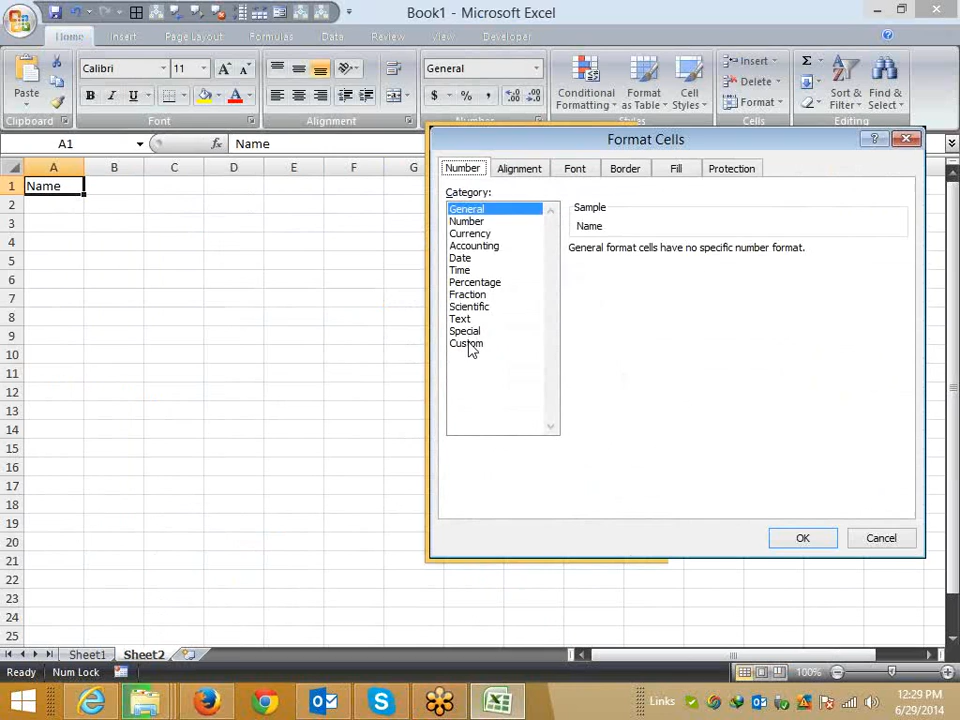 Book1 - Microsoft Excel
Home Insert Page Layout Formulas Data Review View Developer
Paste
Calibri 11
B I U
General
$ % ,
Conditional Formatting
Format as Table
Cell Styles
Insert
Delete
Format
Sort & Filter
Find & Select
Clipboard Font Alignment Number Styles Cells Editing
A1 fx Name
Format Cells
A B C D E F G
Number Alignment Font Border Fill Protection
1 Name
Category:
General
Number
Currency
Accounting
Date
Time
Percentage
Fraction
Scientific
Text
Special
Custom
Sample
Name
General format cells have no specific number format.
OK Cancel
2
3
4
5
6
7
8
9
10
11
12
13
14
15
16
17
18
19
20
21
22
23
24
25
Sheet1 Sheet2
Ready Num Lock 100%
Links
12:29 PM
6/29/2014